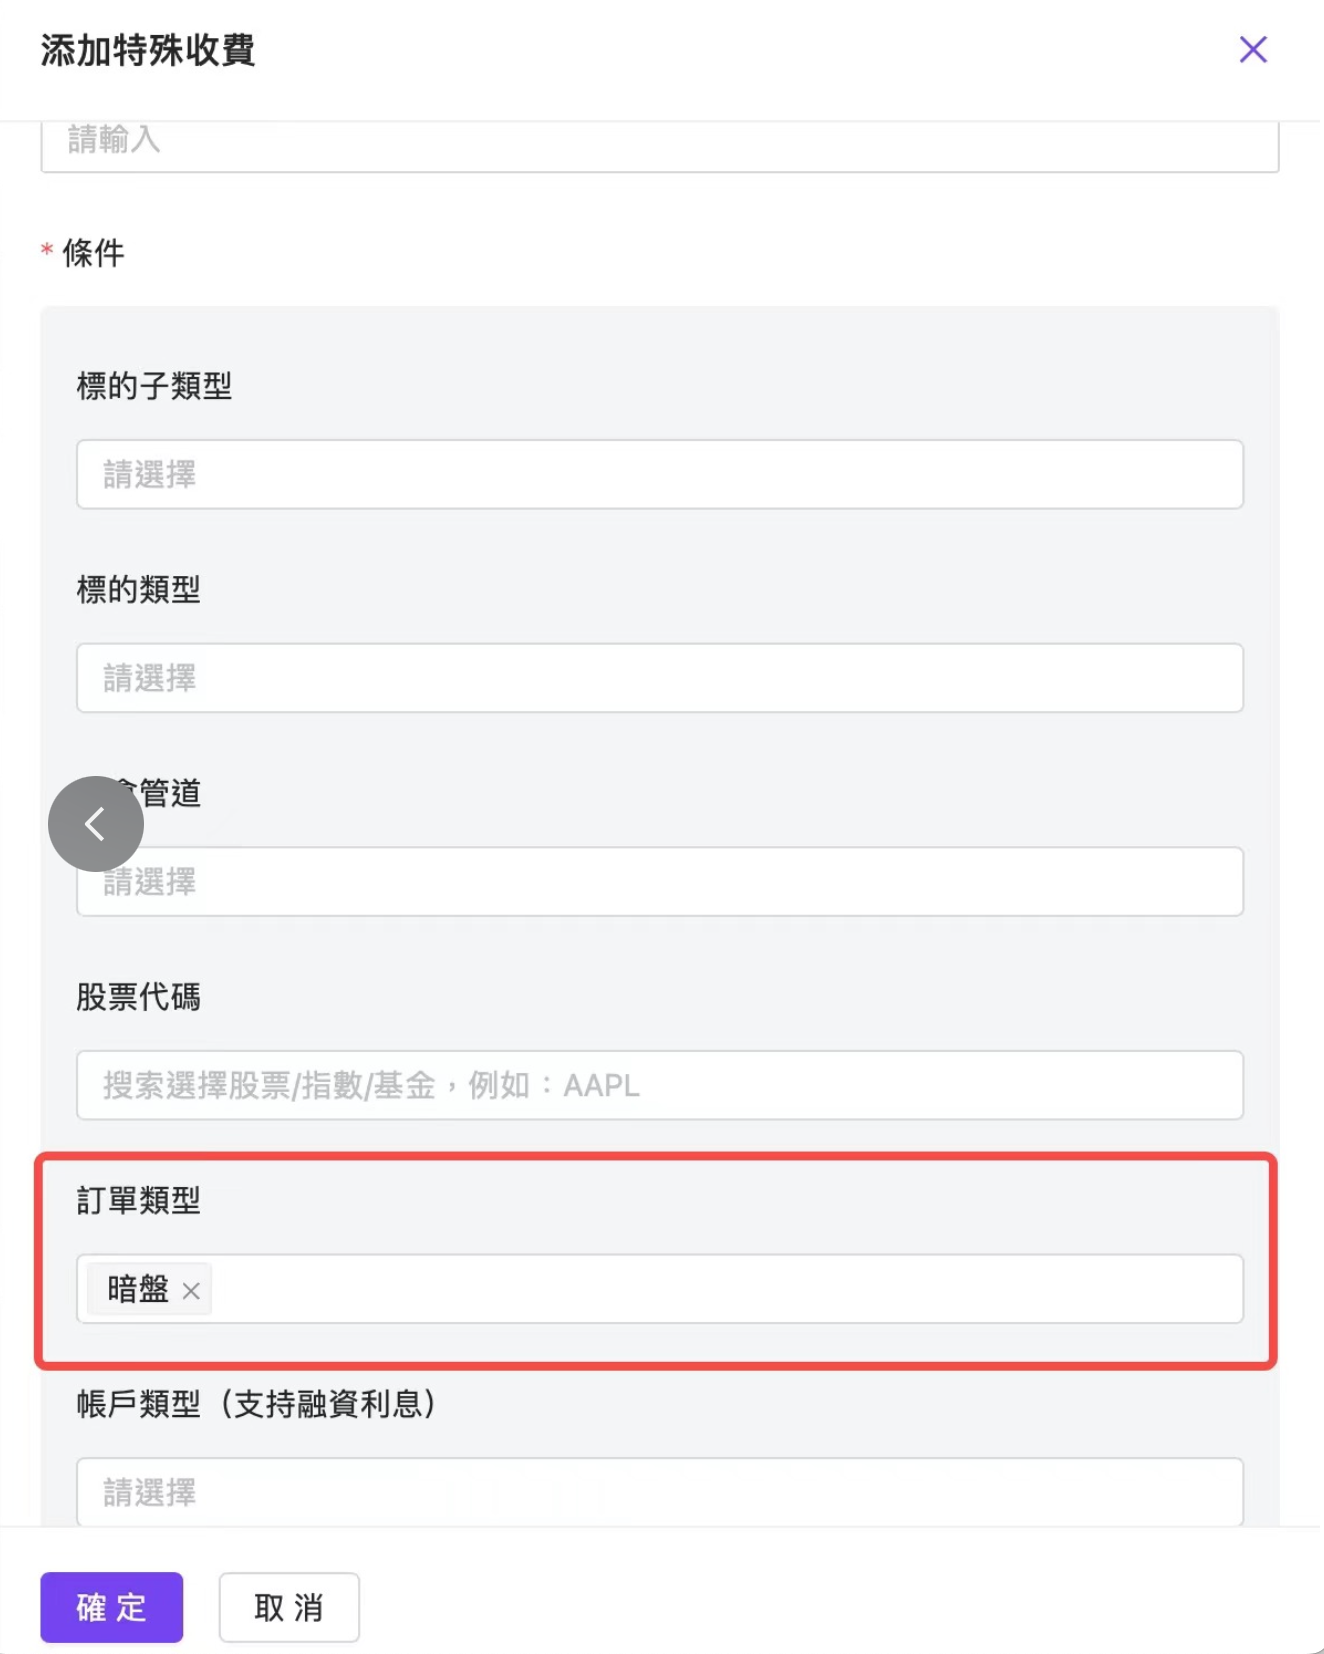 添加特殊收費
請輸入
* 條件
標的子類型
請選擇
標的類型
請選擇
管道
請選擇
股票代碼
搜索選擇股票/指數/基金，例如：AAPL
訂單類型
暗盤
帳戶類型（支持融資利息）
請選擇
確定
取消